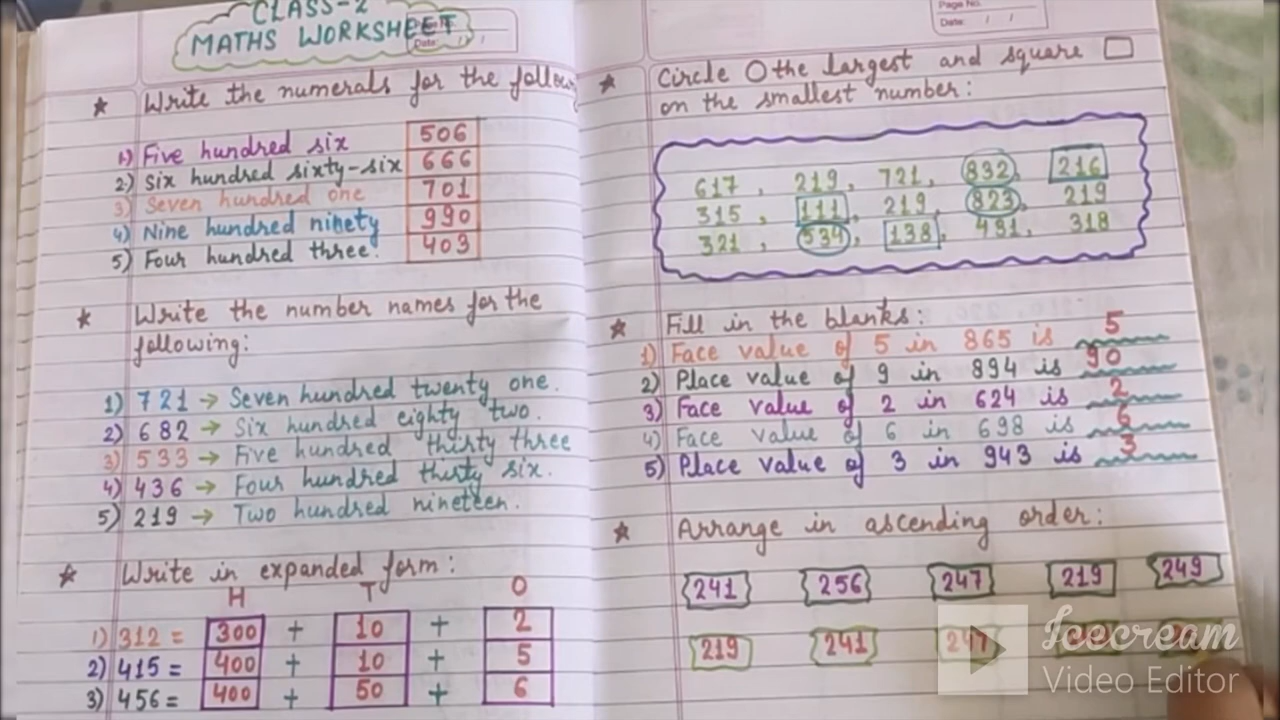 CLASS-2
MATHS WORKSHEET
Date: / /
★ Write the numerals for the following
1) Five hundred six 506
2) Six hundred sixty-six 666
3) Seven hundred one 701
4) Nine hundred ninety 990
5) Four hundred three. 403
★ Write the number names for the
following:
1) 721 → Seven hundred twenty one.
2) 682 → Six hundred eighty two.
3) 533 → Five hundred thirty three
4) 436 → Four hundred thirty six.
5) 219 → Two hundred nineteen.
★ Write in expanded form:
H T O
1) 312 = 300 + 10 + 2
2) 415 = 400 + 10 + 5
3) 456 = 400 + 50 + 6
Page No.
Date: / /
★ Circle O the largest and square □
on the smallest number:
617, 219, 721, 832, 216
315, 111, 219, 823, 219
321, 534, 138, 431, 318
★ Fill in the blanks:
1) Face value of 5 in 865 is 5
2) Place value of 9 in 894 is 90
3) Face value of 2 in 624 is 2
4) Face value of 6 in 698 is 6
5) Place value of 3 in 943 is 3
★ Arrange in ascending order:
241 256 247 219 249
219 241 247
Icecream
Video Editor